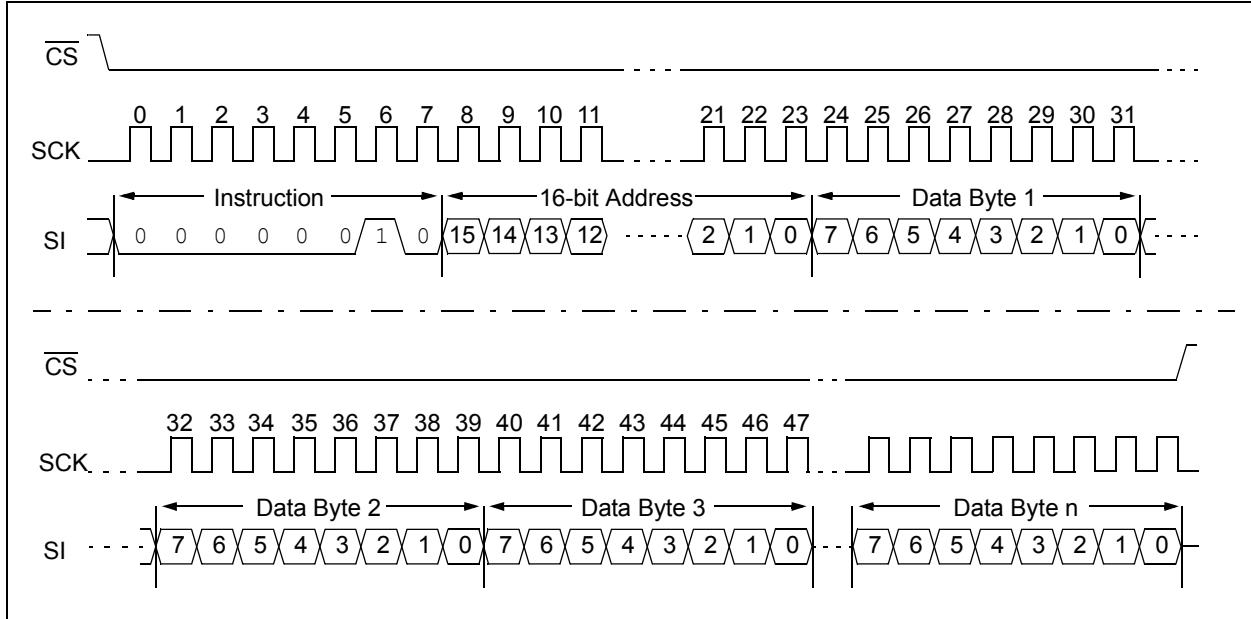 CS
0 1 2 3 4 5 6 7 8 9 10 11 21 22 23 24 25 26 27 28 29 30 31
SCK
Instruction 16-bit Address Data Byte 1
SI 0 0 0 0 0 0 1 0 15 14 13 12 2 1 0 7 6 5 4 3 2 1 0
CS
32 33 34 35 36 37 38 39 40 41 42 43 44 45 46 47
SCK
Data Byte 2 Data Byte 3 Data Byte n
SI 7 6 5 4 3 2 1 0 7 6 5 4 3 2 1 0 7 6 5 4 3 2 1 0